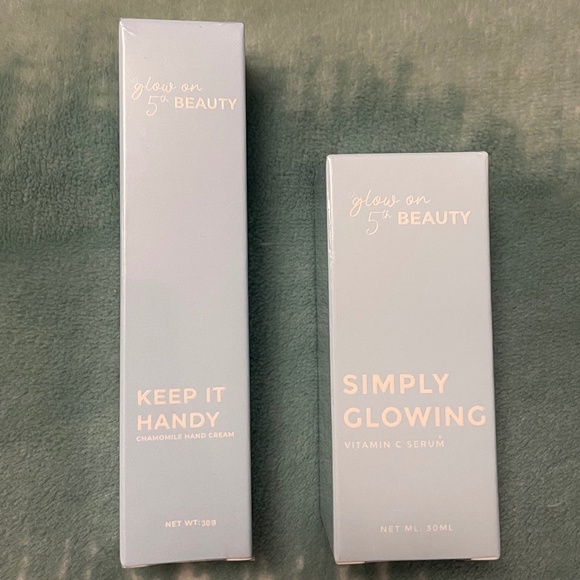 glow on
5th BEAUTY
KEEP IT
HANDY
CHAMOMILE HAND CREAM
NET WT: 50G
glow on
5th BEAUTY
SIMPLY
GLOWING
VITAMIN C SERUM
NET ML. 30ML